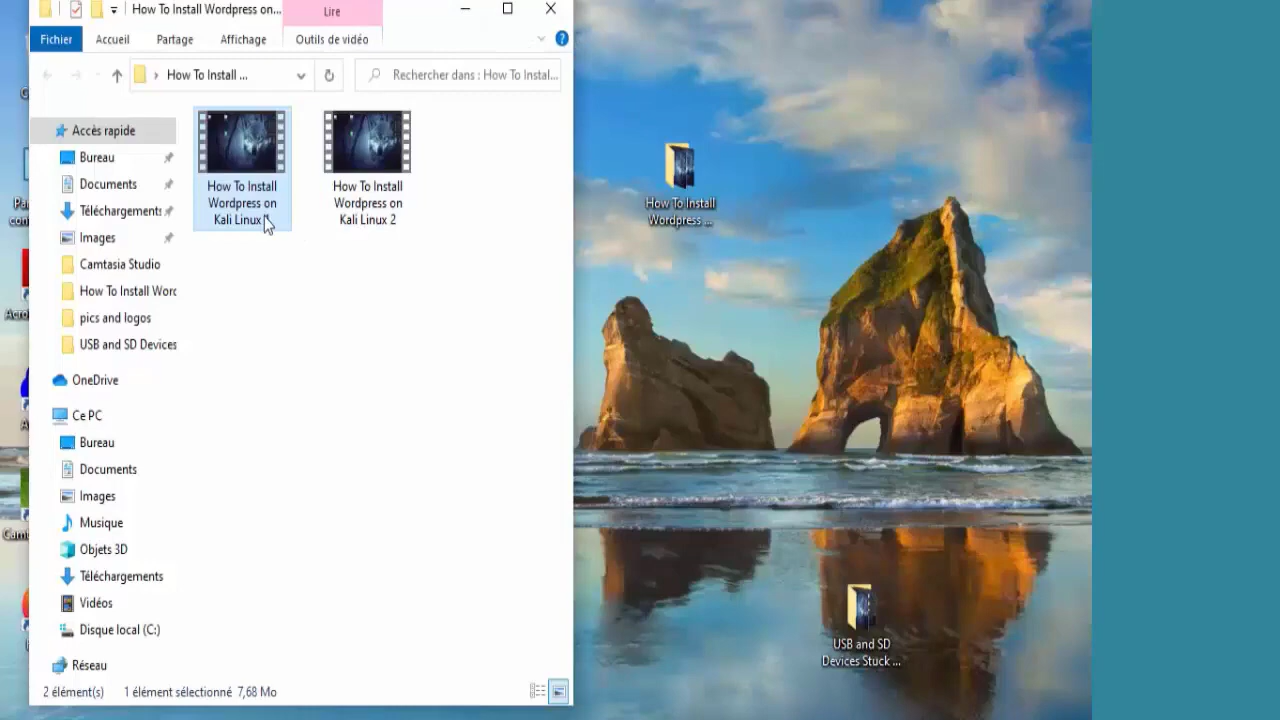 How To Install Wordpress on...
Lire
Fichier
Accueil
Partage
Affichage
Outils de vidéo
How To Install ...
Rechercher dans : How To Instal...
Accès rapide
Bureau
Documents
Téléchargements
Images
Camtasia Studio
How To Install Worc
pics and logos
USB and SD Devices
OneDrive
Ce PC
Bureau
Documents
Images
Musique
Objets 3D
Téléchargements
Vidéos
Disque local (C:)
Réseau
How To Install
Wordpress on
Kali Linux
How To Install
Wordpress on
Kali Linux 2
2 élément(s)
1 élément sélectionné 7,68 Mo
How To Install
Wordpress ...
USB and SD
Devices Stuck ...